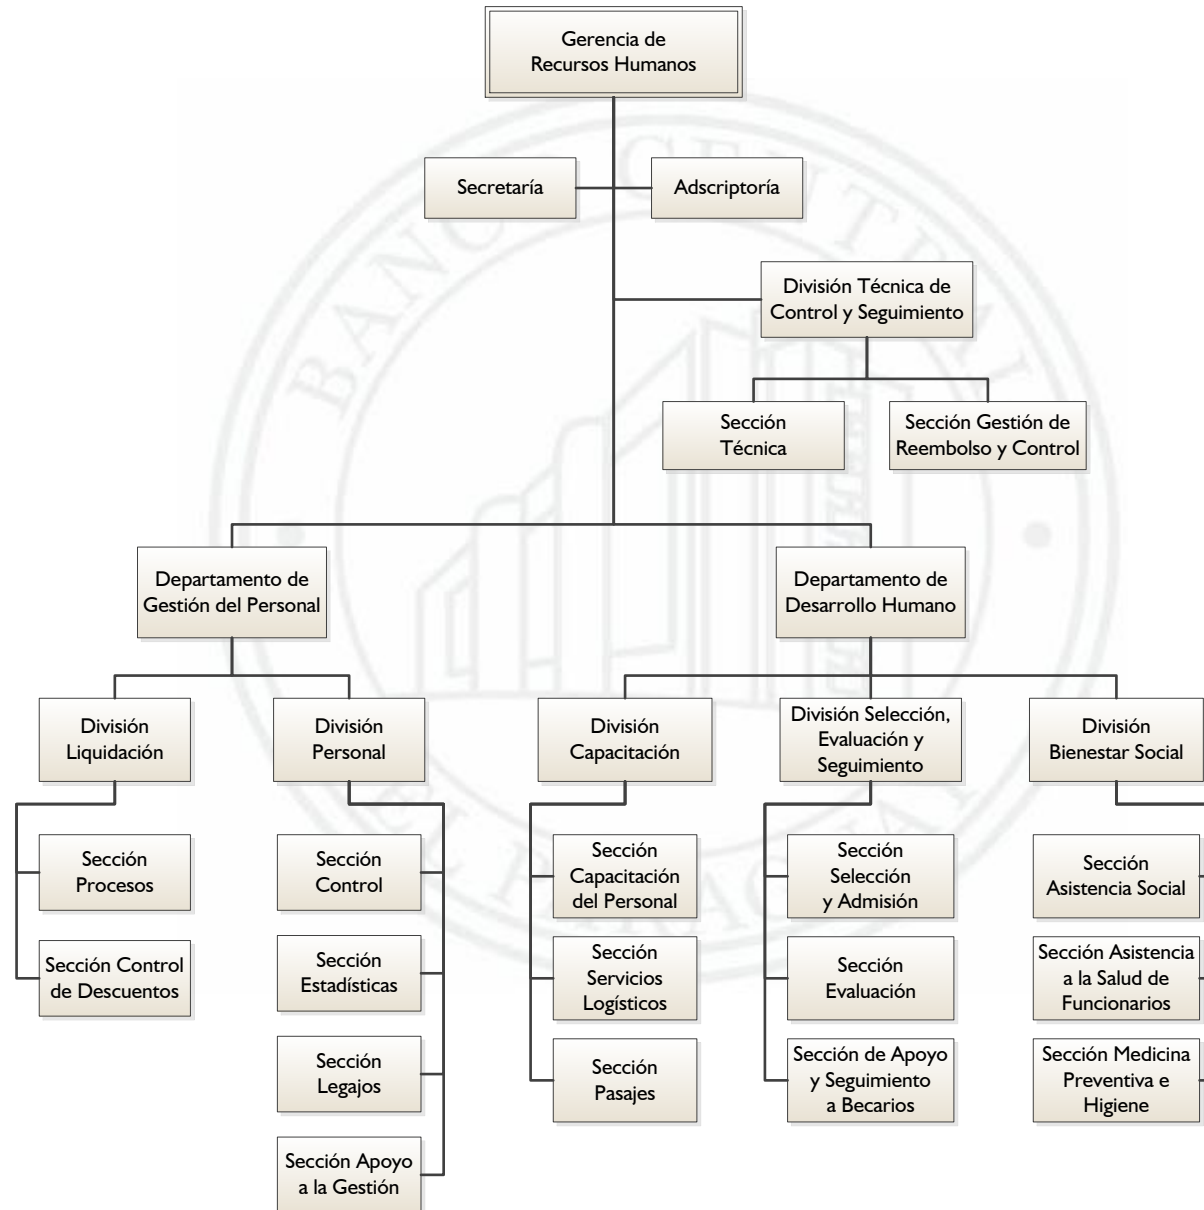 Gerencia de
Recursos Humanos
Secretaría
Adscriptoría
División Técnica de
Control y Seguimiento
Sección
Técnica
Sección Gestión de
Reembolso y Control
Departamento de
Gestión del Personal
Departamento de
Desarrollo Humano
División
Liquidación
División
Personal
División
Capacitación
División Selección,
Evaluación y
Seguimiento
División
Bienestar Social
Sección
Procesos
Sección
Control
Sección
Capacitación
del Personal
Sección
Selección
y Admisión
Sección
Asistencia Social
Sección Control
de Descuentos
Sección
Estadísticas
Sección
Servicios
Logísticos
Sección
Evaluación
Sección Asistencia
a la Salud de
Funcionarios
Sección
Legajos
Sección
Pasajes
Sección de Apoyo
y Seguimiento
a Becarios
Sección Medicina
Preventiva e
Higiene
Sección Apoyo
a la Gestión
BANCO CENTRAL
DEL PARAGUAY